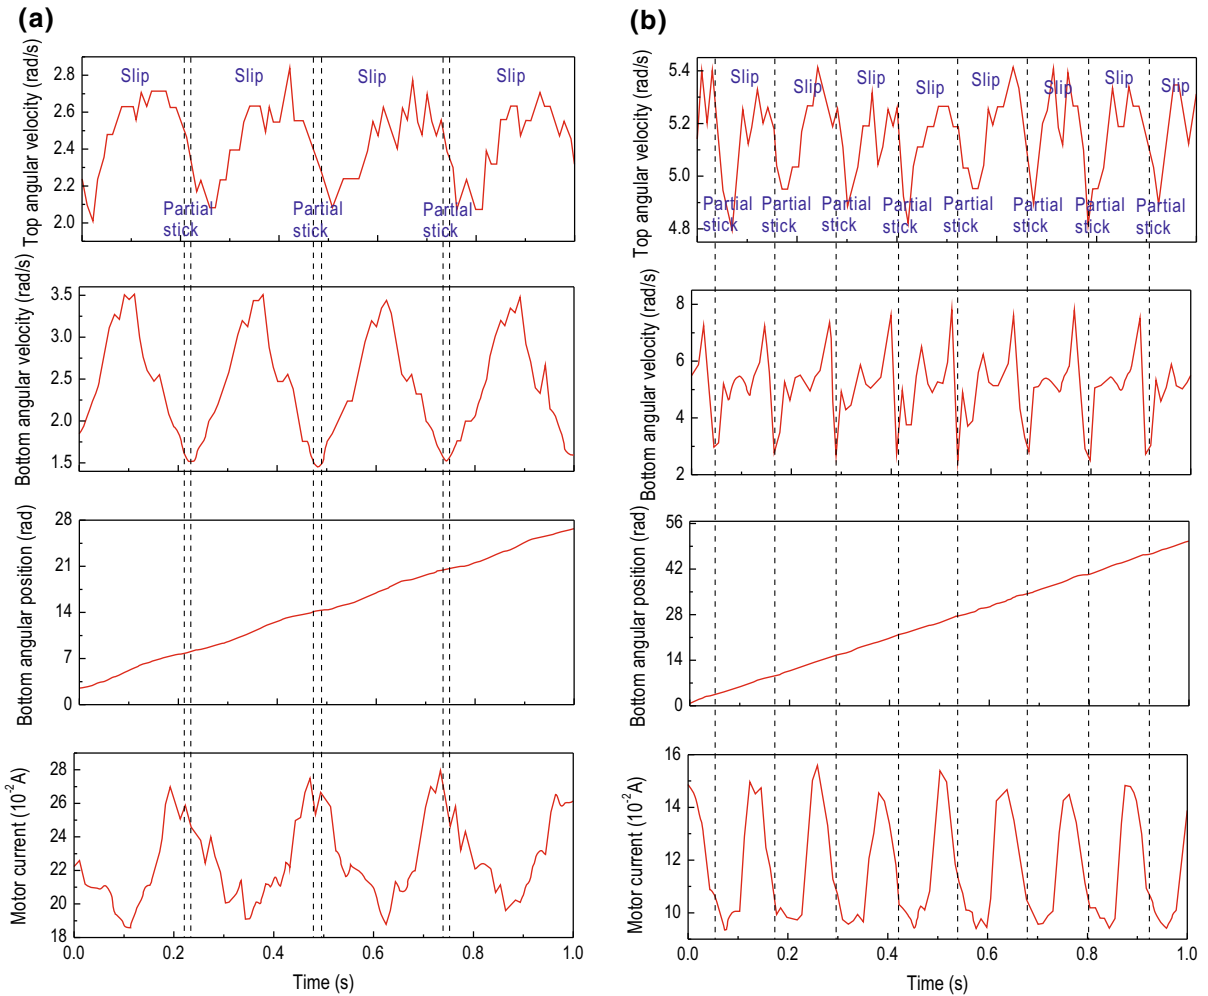 (a)
Top angular velocity (rad/s)
2.8
2.6
2.4
2.2
2.0
Slip
Slip
Slip
Slip
Partial
stick
Partial
stick
Partial
stick
Bottom angular velocity (rad/s)
3.5
3.0
2.5
2.0
1.5
Bottom angular position (rad)
28
21
14
7
0
Motor current (10⁻² A)
28
26
24
22
20
18
0.0 0.2 0.4 0.6 0.8 1.0
Time (s)
(b)
Top angular velocity (rad/s)
5.4
5.2
5.0
4.8
Slip
Slip
Slip
Slip
Slip
Slip
Slip
Slip
Partial
stick
Partial
stick
Partial
stick
Partial
stick
Partial
stick
Partial
stick
Partial
stick
Partial
stick
Bottom angular velocity (rad/s)
8
6
4
2
Bottom angular position (rad)
56
42
28
14
0
Motor current (10⁻² A)
16
14
12
10
0.0 0.2 0.4 0.6 0.8 1.0
Time (s)